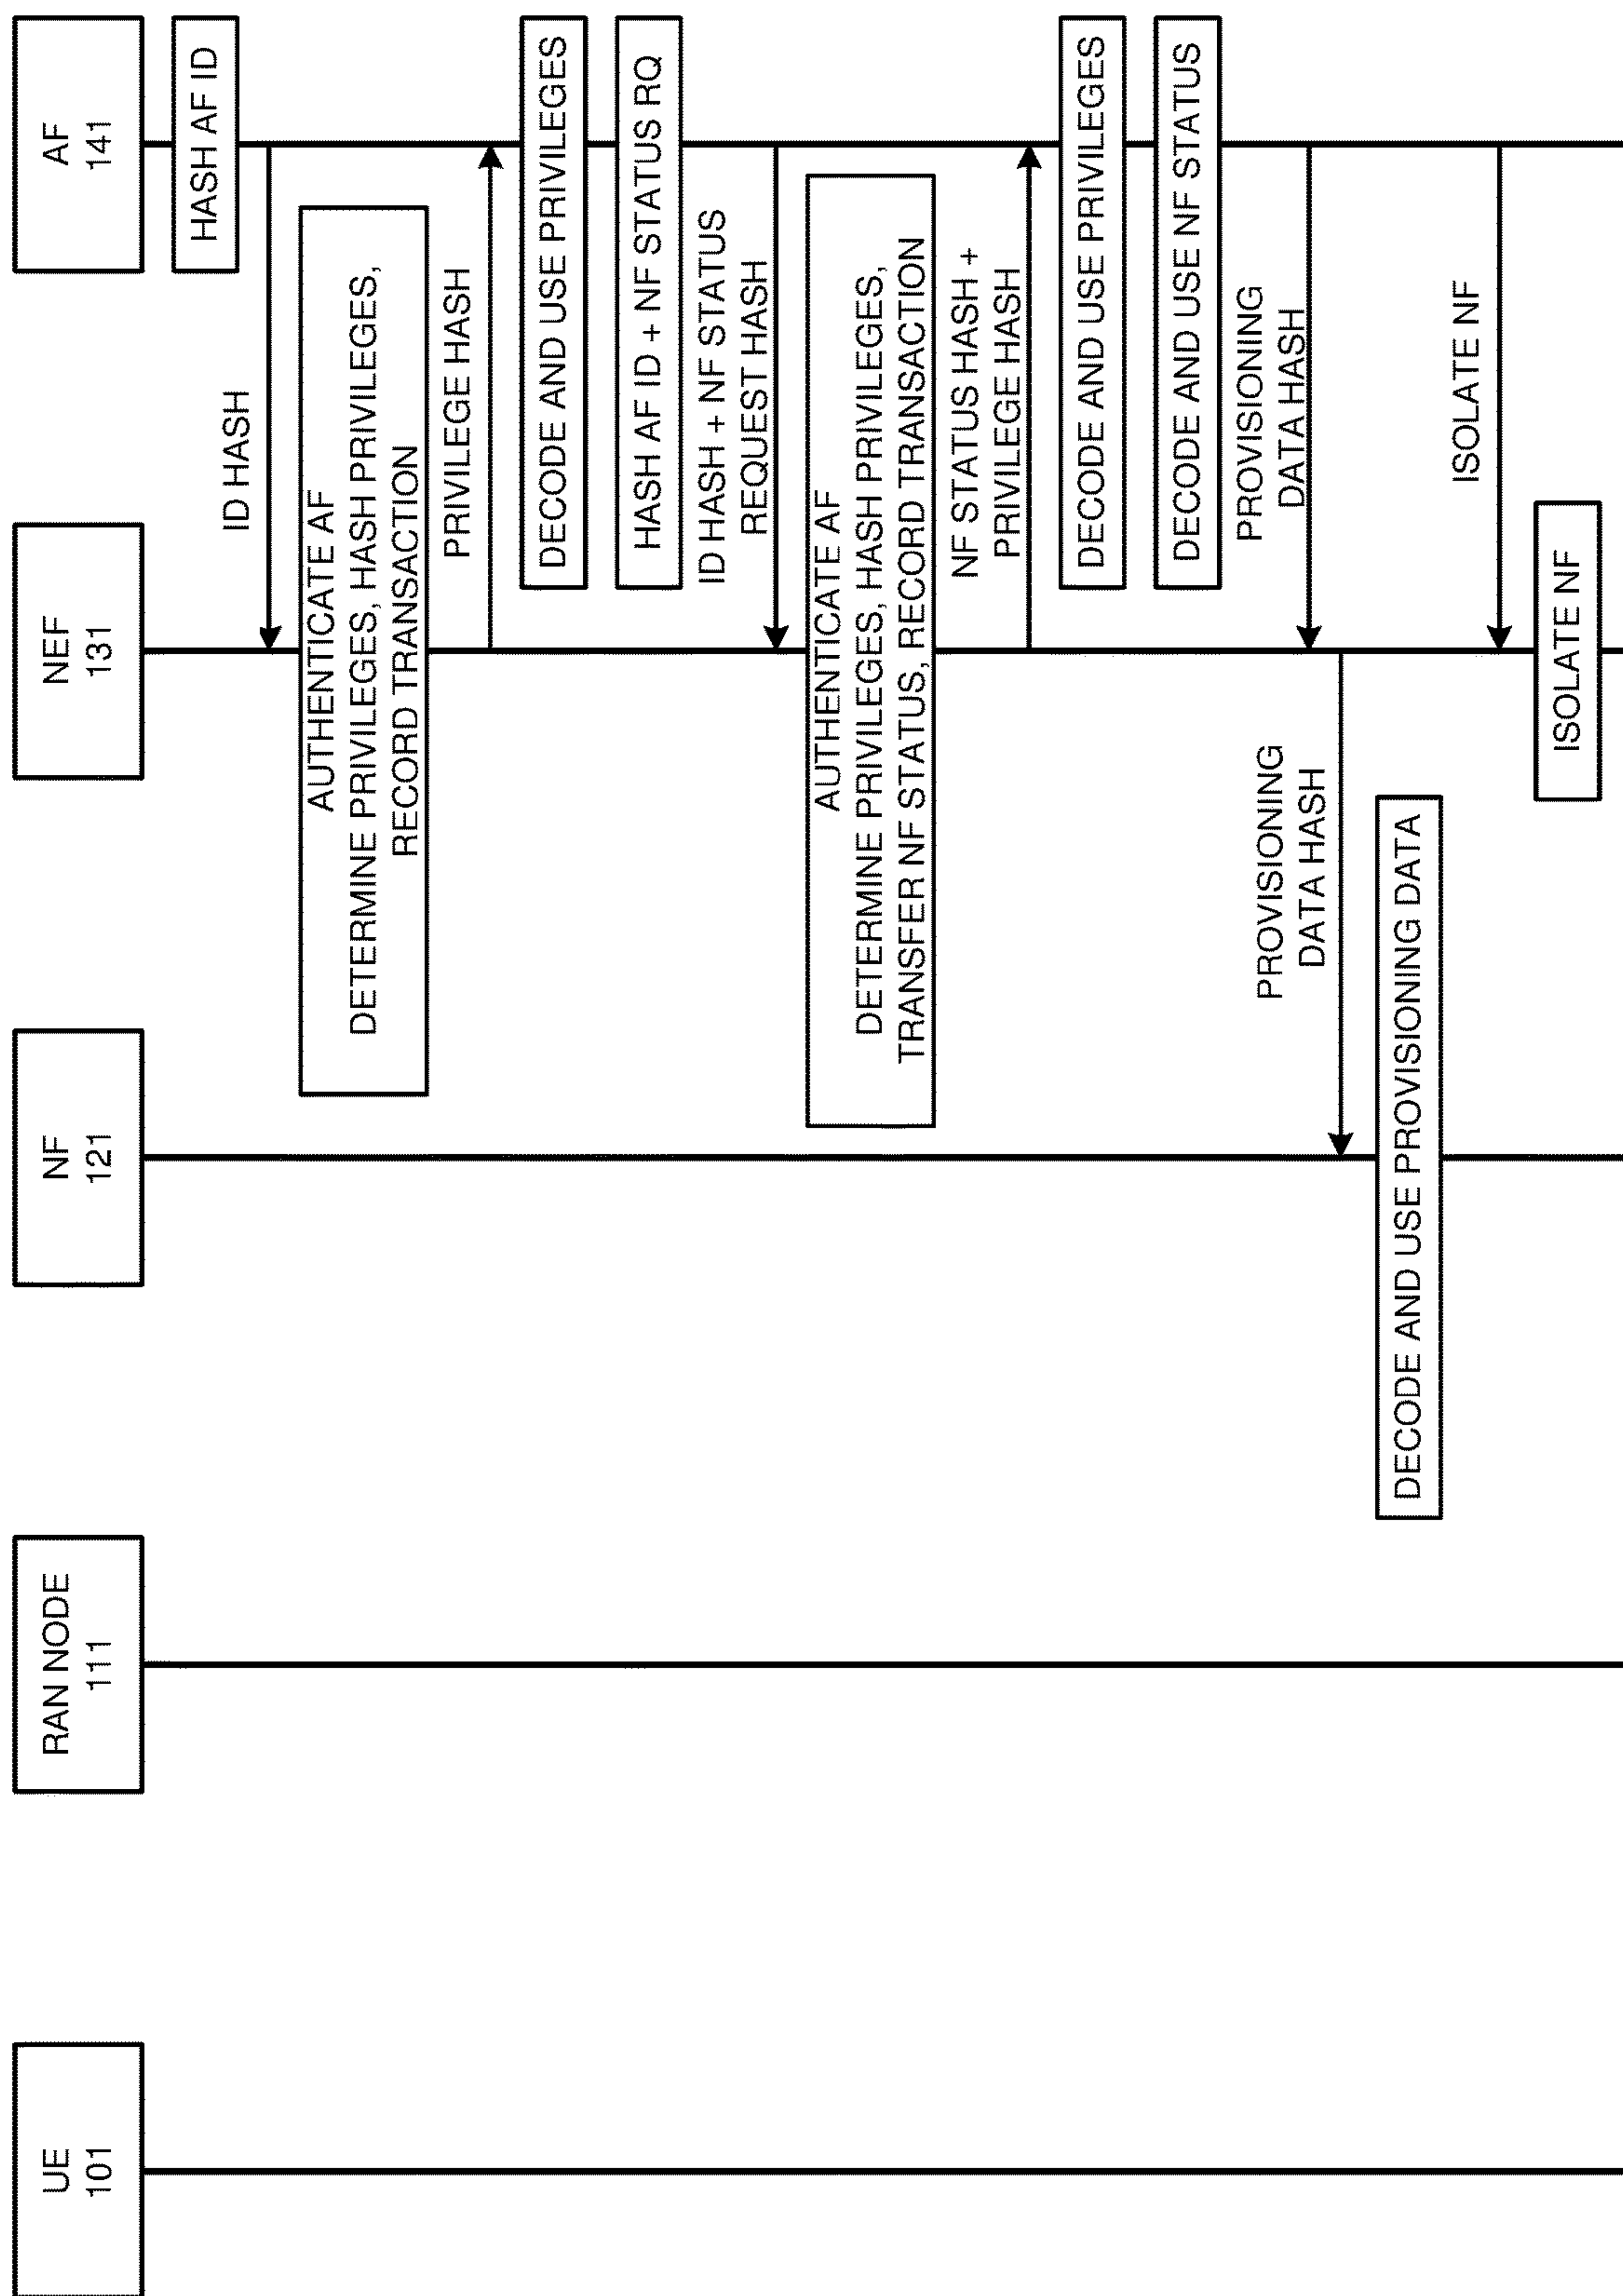 UE
101
RAN NODE
111
NF
121
NEF
131
AF
141
HASH AF ID
ID HASH
AUTHENTICATE AF
DETERMINE PRIVILEGES, HASH PRIVILEGES,
RECORD TRANSACTION
PRIVILEGE HASH
DECODE AND USE PRIVILEGES
HASH AF ID + NF STATUS RQ
ID HASH + NF STATUS
REQUEST HASH
AUTHENTICATE AF
DETERMINE PRIVILEGES, HASH PRIVILEGES,
TRANSFER NF STATUS, RECORD TRANSACTION
NF STATUS HASH +
PRIVILEGE HASH
DECODE AND USE PRIVILEGES
DECODE AND USE NF STATUS
PROVISIONING
DATA HASH
PROVISIONING
DATA HASH
DECODE AND USE PROVISIONING DATA
ISOLATE NF
ISOLATE NF